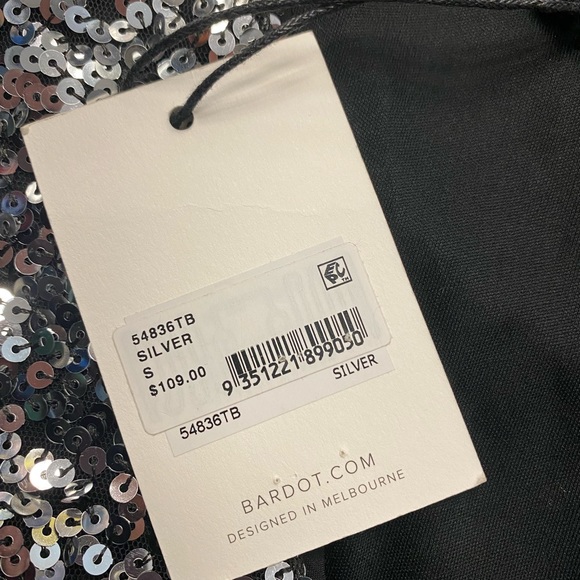 54836TB
SILVER
S
$109.00
9 351221 899050
54836TB
SILVER
BARDOT.COM
DESIGNED IN MELBOURNE